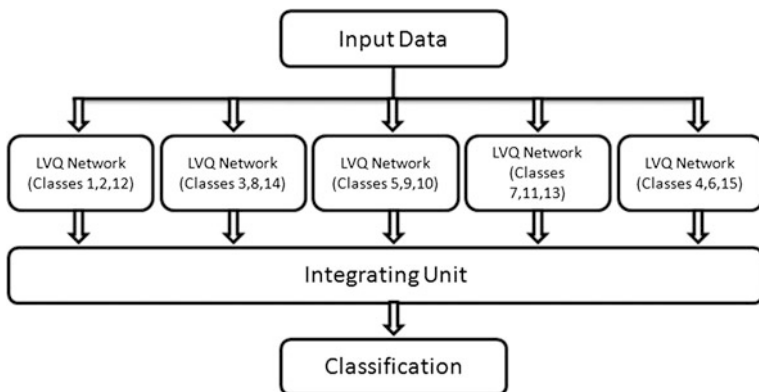 Input Data
LVQ Network
(Classes 1,2,12)
LVQ Network
(Classes 3,8,14)
LVQ Network
(Classes 5,9,10)
LVQ Network
(Classes
7,11,13)
LVQ Network
(Classes 4,6,15)
Integrating Unit
Classification